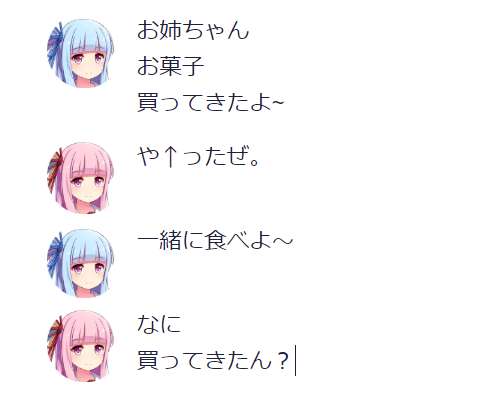 お姉ちゃん
お菓子
買ってきたよ~
や↑ったぜ。
一緒に食べよ～
なに
買ってきたん？